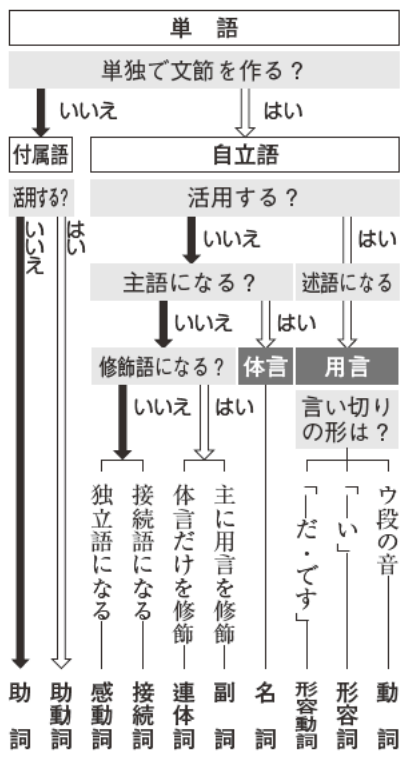 単語
単独で文節を作る？
いいえ
はい
付属語
自立語
活用する？
活用する？
いいえ
はい
いいえ
はい
主語になる？
述語になる
いいえ
はい
修飾語になる？
体言
用言
いいえ
はい
言い切り
の形は？
ウ段の音
「―い」
「―だ・です」
主に用言を修飾
体言だけを修飾
接続語になる
独立語になる
動詞
形容詞
形容動詞
名詞
副詞
連体詞
接続詞
感動詞
助動詞
助詞